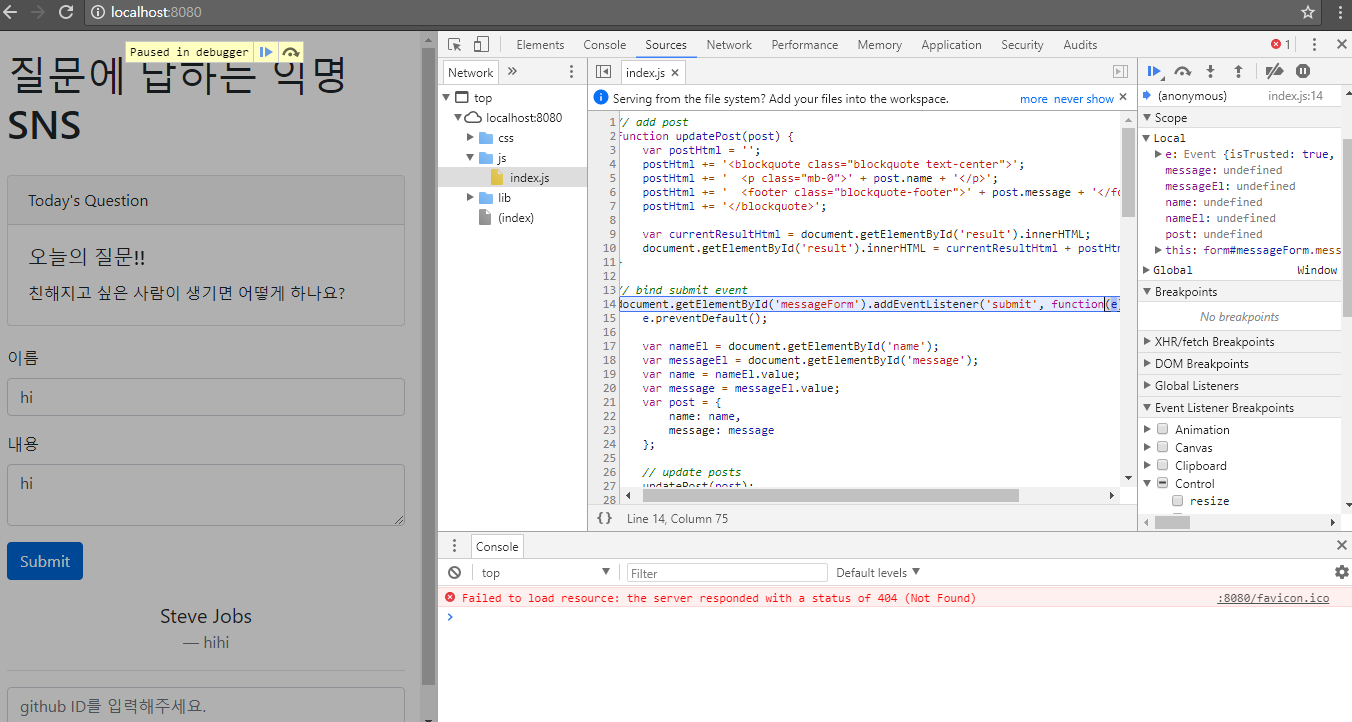 localhost:8080
Paused in debugger
질문에 답하는 익명
SNS
Today's Question
오늘의 질문!!
친해지고 싶은 사람이 생기면 어떻게 하나요?
이름
hi
내용
hi
Submit
Steve Jobs
— hihi
github ID를 입력해주세요.
Elements Console Sources Network Performance Memory Application Security Audits 1
Network
top
localhost:8080
css
js
index.js
lib
(index)
index.js
Serving from the file system? Add your files into the workspace. more never show
1 // add post
2 function updatePost(post) {
3 var postHtml = '';
4 postHtml += '<blockquote class="blockquote text-center">';
5 postHtml += ' <p class="mb-0">' + post.name + '</p>';
6 postHtml += ' <footer class="blockquote-footer">' + post.message + '</fo
7 postHtml += '</blockquote>';
8
9 var currentResultHtml = document.getElementById('result').innerHTML;
10 document.getElementById('result').innerHTML = currentResultHtml + postHtm
11 }
12
13 // bind submit event
14 document.getElementById('messageForm').addEventListener('submit', function(e
15 e.preventDefault();
16
17 var nameEl = document.getElementById('name');
18 var messageEl = document.getElementById('message');
19 var name = nameEl.value;
20 var message = messageEl.value;
21 var post = {
22 name: name,
23 message: message
24 };
25
26 // update posts
27 updatePost(post);
28
{} Line 14, Column 75
(anonymous) index.js:14
Scope
Local
e: Event {isTrusted: true,
message: undefined
messageEl: undefined
name: undefined
nameEl: undefined
post: undefined
this: form#messageForm.mess
Global Window
Breakpoints
No breakpoints
XHR/fetch Breakpoints
DOM Breakpoints
Global Listeners
Event Listener Breakpoints
Animation
Canvas
Clipboard
Control
resize
Console
top Filter Default levels
Failed to load resource: the server responded with a status of 404 (Not Found) :8080/favicon.ico